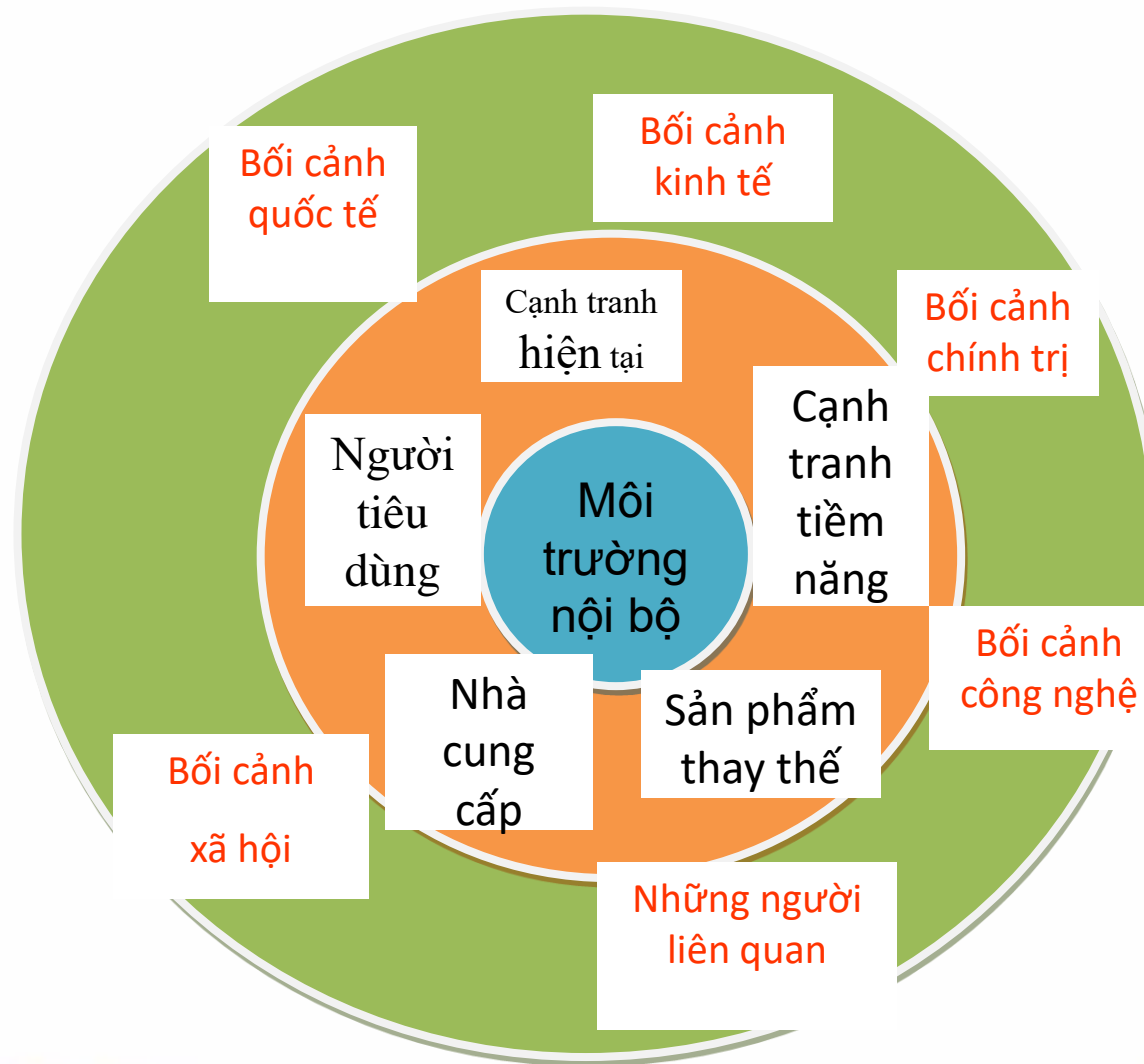 Bối cảnh
quốc tế
Bối cảnh
kinh tế
Cạnh tranh
hiện tại
Bối cảnh
chính trị
Người
tiêu
dùng
Môi
trường
nội bộ
Cạnh
tranh
tiềm
năng
Bối cảnh
công nghệ
Nhà
cung
cấp
Sản phẩm
thay thế
Bối cảnh
xã hội
Những người
liên quan